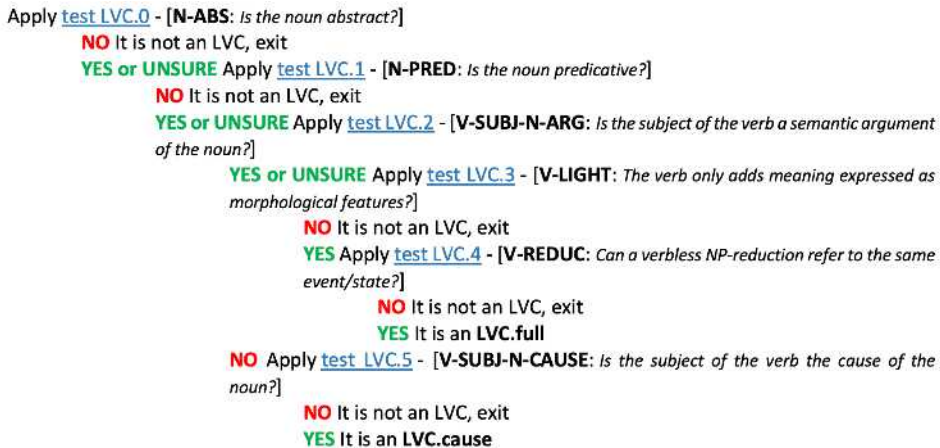 Apply test LVC.0 - [N-ABS: Is the noun abstract?]
NO It is not an LVC, exit
YES or UNSURE Apply test LVC.1 - [N-PRED: Is the noun predicative?]
NO It is not an LVC, exit
YES or UNSURE Apply test LVC.2 - [V-SUBJ-N-ARG: Is the subject of the verb a semantic argument
of the noun?]
YES or UNSURE Apply test LVC.3 - [V-LIGHT: The verb only adds meaning expressed as
morphological features?]
NO It is not an LVC, exit
YES Apply test LVC.4 - [V-REDUC: Can a verbless NP-reduction refer to the same
event/state?]
NO It is not an LVC, exit
YES It is an LVC.full
NO Apply test LVC.5 - [V-SUBJ-N-CAUSE: Is the subject of the verb the cause of the
noun?]
NO It is not an LVC, exit
YES It is an LVC.cause